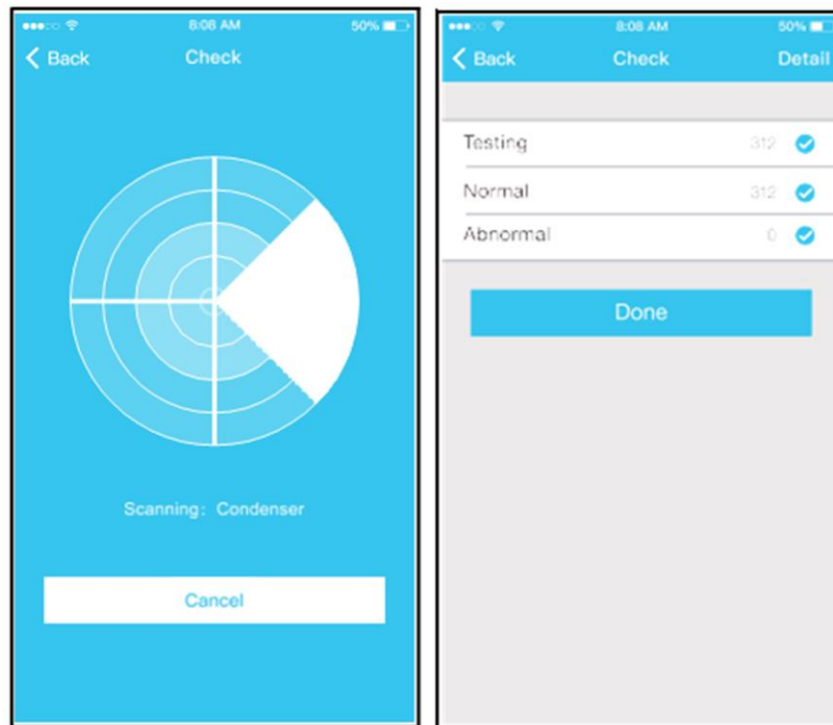 8:08 AM 50%
Back Check
Scanning: Condenser
Cancel
8:08 AM 50%
Back Check Detail
Testing 312
Normal 312
Abnormal 0
Done